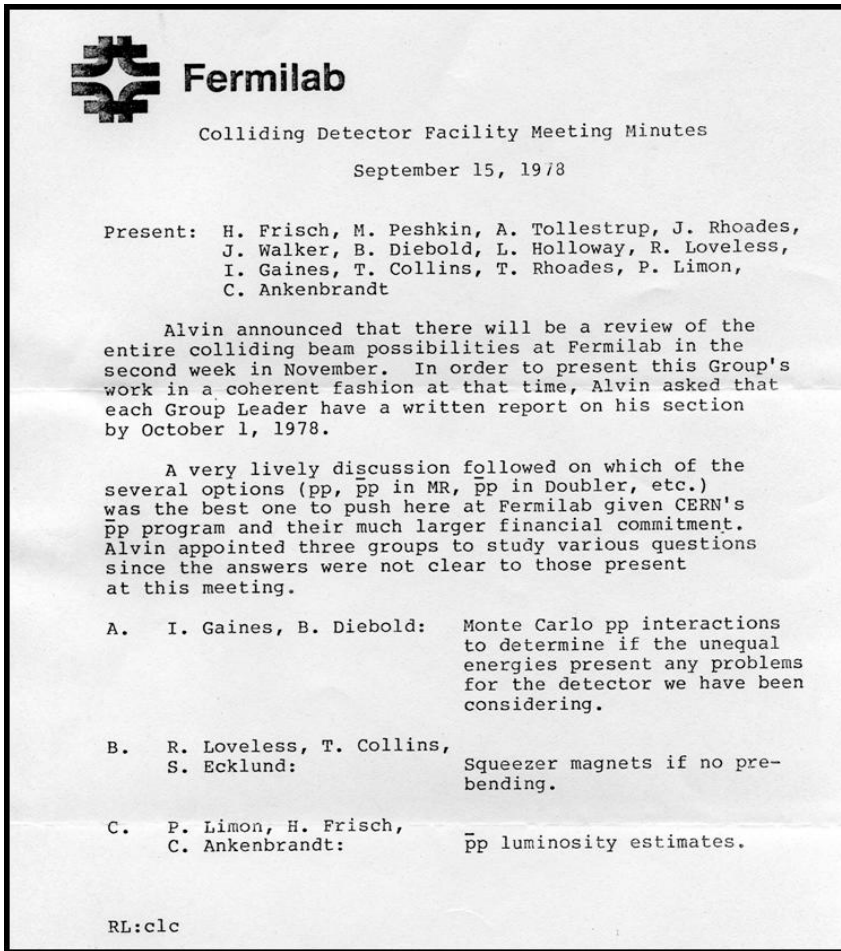 Fermilab
Colliding Detector Facility Meeting Minutes
September 15, 1978
Present: H. Frisch, M. Peshkin, A. Tollestrup, J. Rhoades,
J. Walker, B. Diebold, L. Holloway, R. Loveless,
I. Gaines, T. Collins, T. Rhoades, P. Limon,
C. Ankenbrandt
Alvin announced that there will be a review of the
entire colliding beam possibilities at Fermilab in the
second week in November. In order to present this Group's
work in a coherent fashion at that time, Alvin asked that
each Group Leader have a written report on his section
by October 1, 1978.
A very lively discussion followed on which of the
several options (pp, p̅p in MR, p̅p in Doubler, etc.)
was the best one to push here at Fermilab given CERN's
p̅p program and their much larger financial commitment.
Alvin appointed three groups to study various questions
since the answers were not clear to those present
at this meeting.
A. I. Gaines, B. Diebold: Monte Carlo pp interactions
to determine if the unequal
energies present any problems
for the detector we have been
considering.
B. R. Loveless, T. Collins,
S. Ecklund: Squeezer magnets if no pre-
bending.
C. P. Limon, H. Frisch,
C. Ankenbrandt: p̅p luminosity estimates.
RL:clc